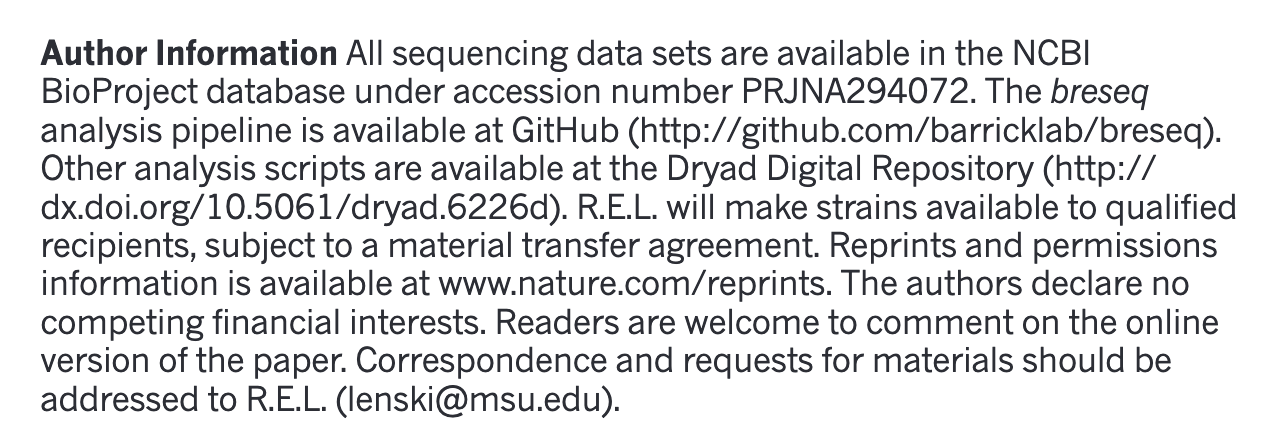 Author Information All sequencing data sets are available in the NCBI
BioProject database under accession number PRJNA294072. The breseq
analysis pipeline is available at GitHub (http://github.com/barricklab/breseq).
Other analysis scripts are available at the Dryad Digital Repository (http://
dx.doi.org/10.5061/dryad.6226d). R.E.L. will make strains available to qualified
recipients, subject to a material transfer agreement. Reprints and permissions
information is available at www.nature.com/reprints. The authors declare no
competing financial interests. Readers are welcome to comment on the online
version of the paper. Correspondence and requests for materials should be
addressed to R.E.L. (lenski@msu.edu).